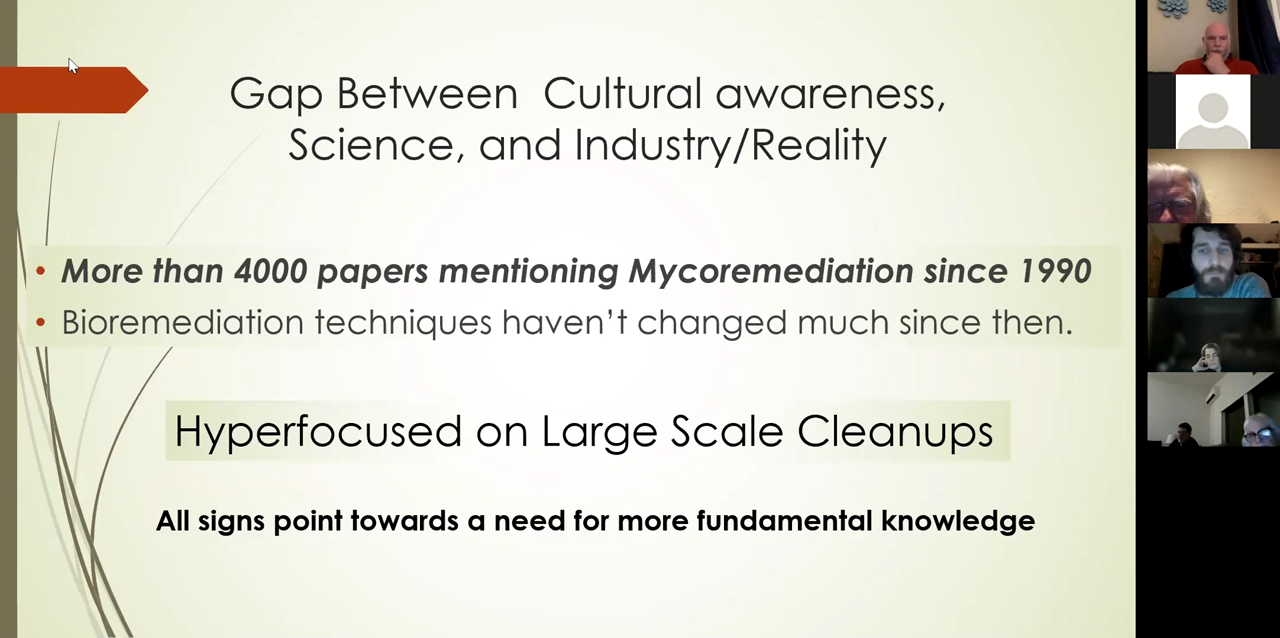 Gap Between  Cultural awareness,
Science, and Industry/Reality
• More than 4000 papers mentioning Mycoremediation since 1990
• Bioremediation techniques haven’t changed much since then.
Hyperfocused on Large Scale Cleanups
All signs point towards a need for more fundamental knowledge